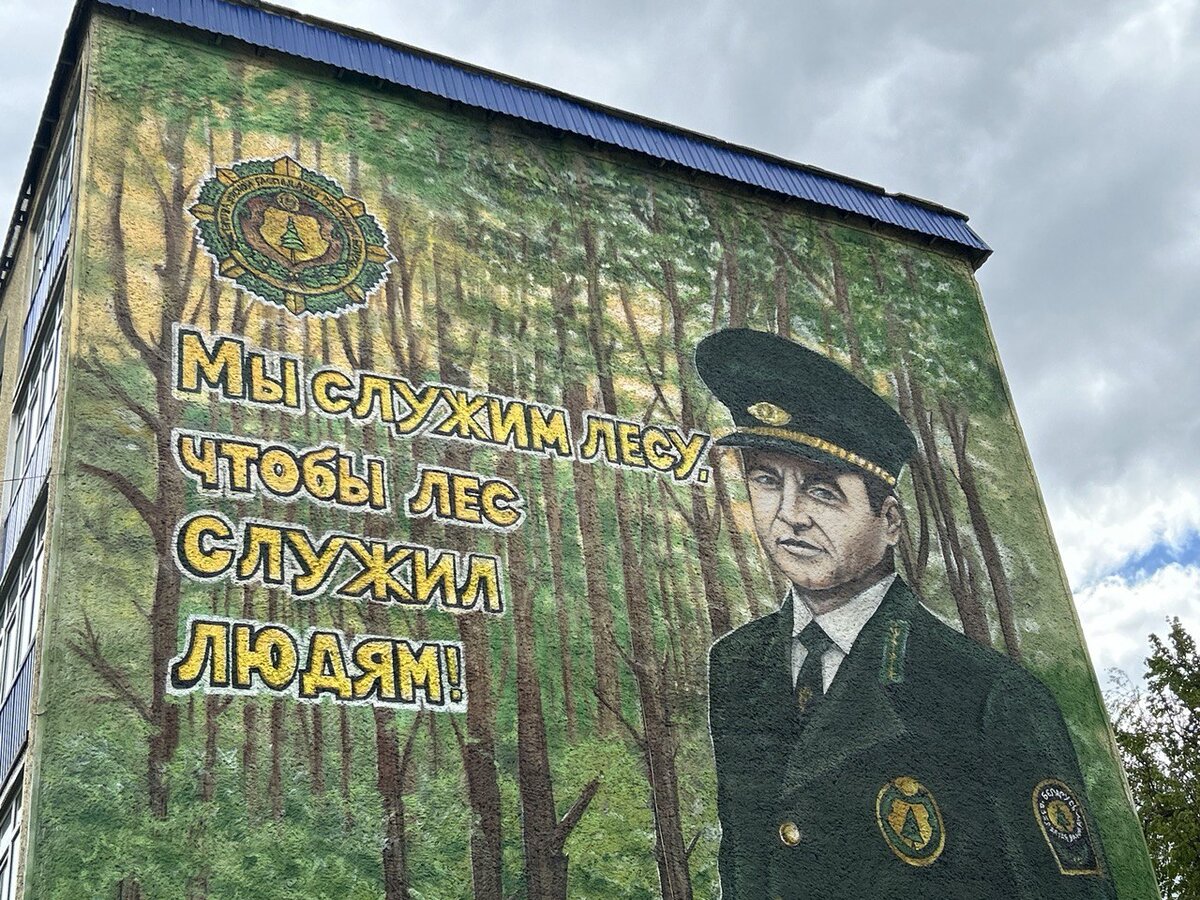 Мы служим лесу,
чтобы лес
служил
людям!